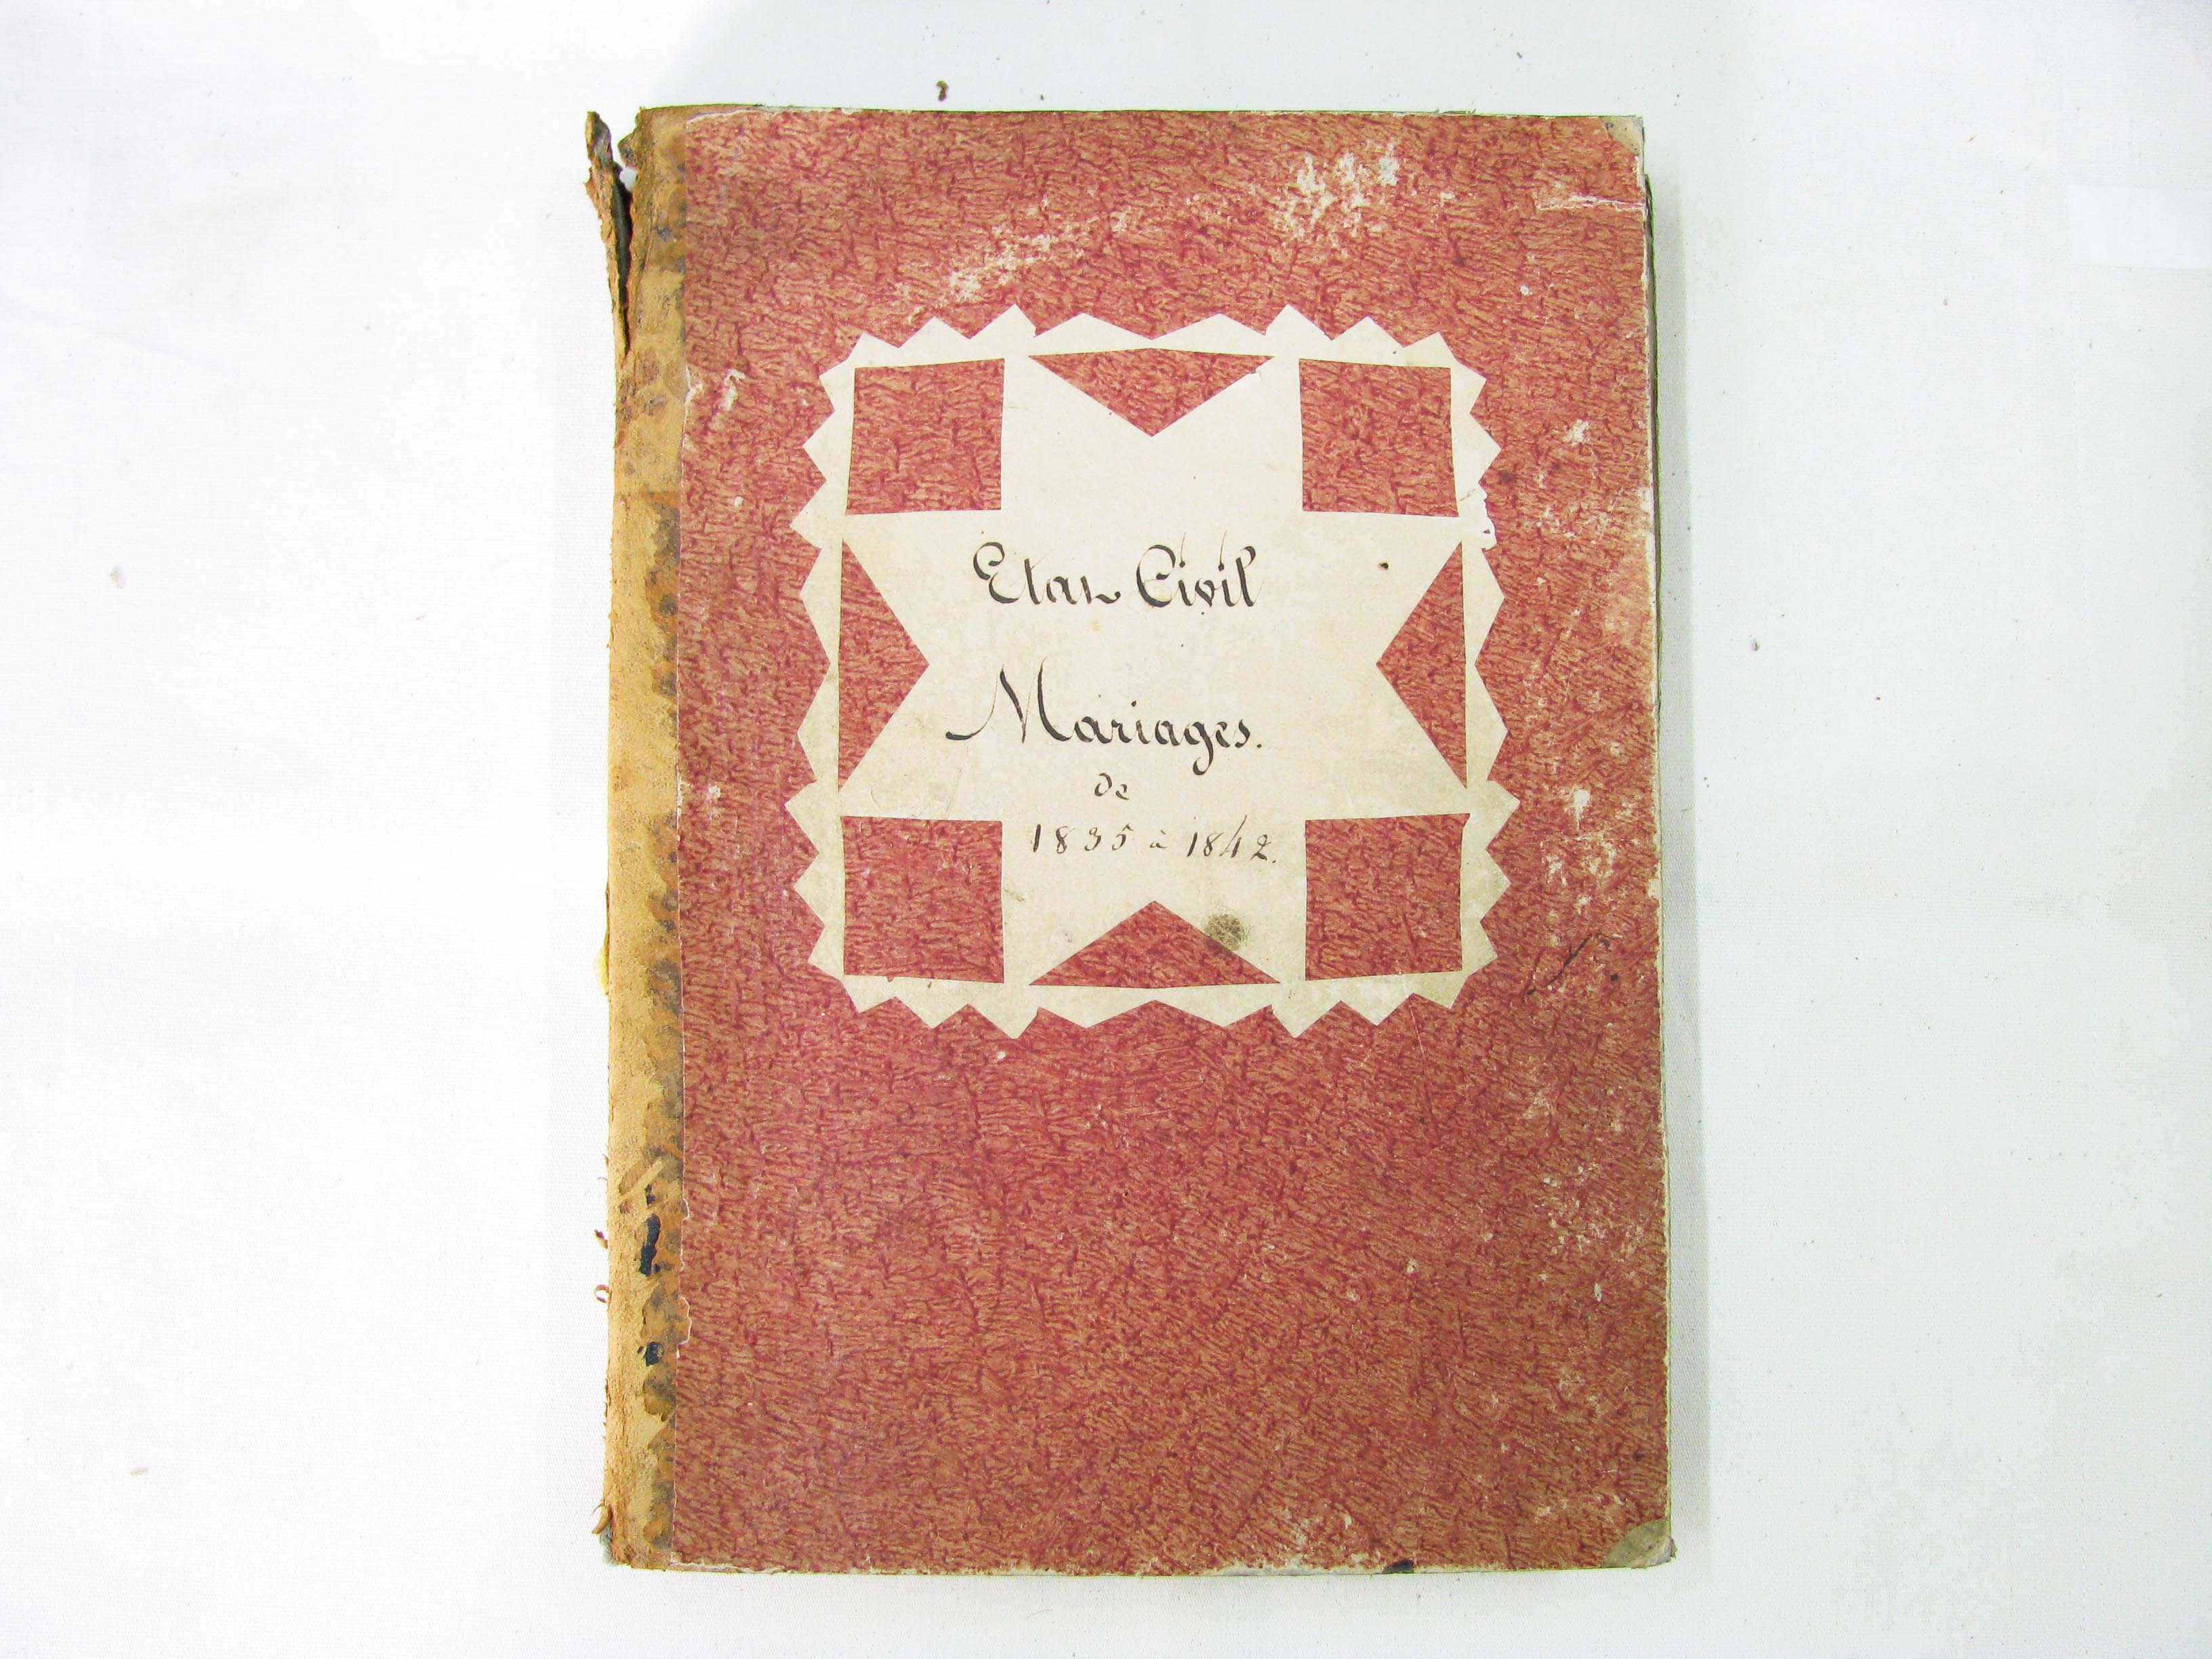 Etat Civil
Mariages.
de
1835 à 1842.